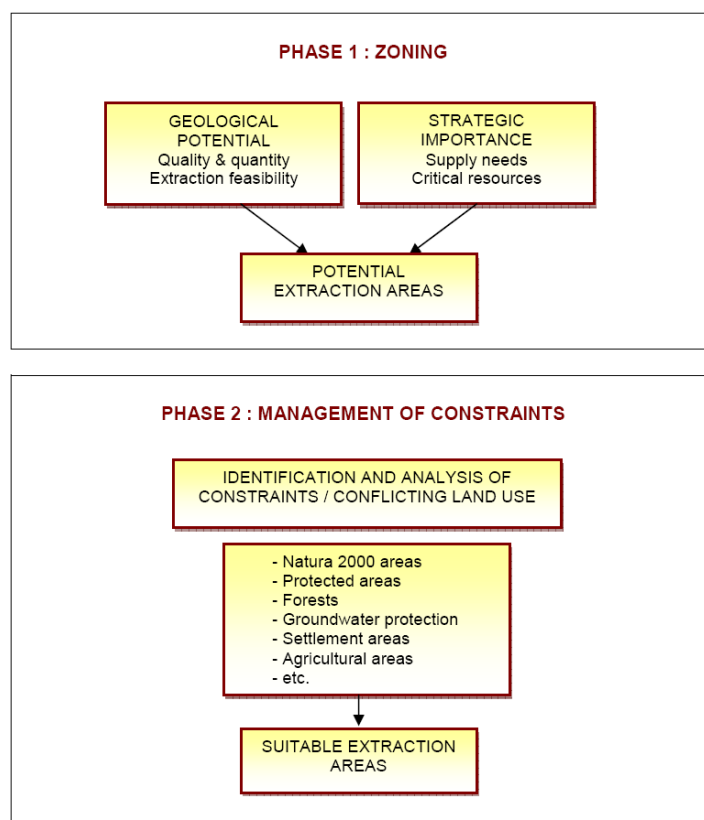 PHASE 1 : ZONING
GEOLOGICAL
POTENTIAL
Quality & quantity
Extraction feasibility
STRATEGIC
IMPORTANCE
Supply needs
Critical resources
POTENTIAL
EXTRACTION AREAS
PHASE 2 : MANAGEMENT OF CONSTRAINTS
IDENTIFICATION AND ANALYSIS OF
CONSTRAINTS / CONFLICTING LAND USE
- Natura 2000 areas
- Protected areas
- Forests
- Groundwater protection
- Settlement areas
- Agricultural areas
- etc.
SUITABLE EXTRACTION
AREAS